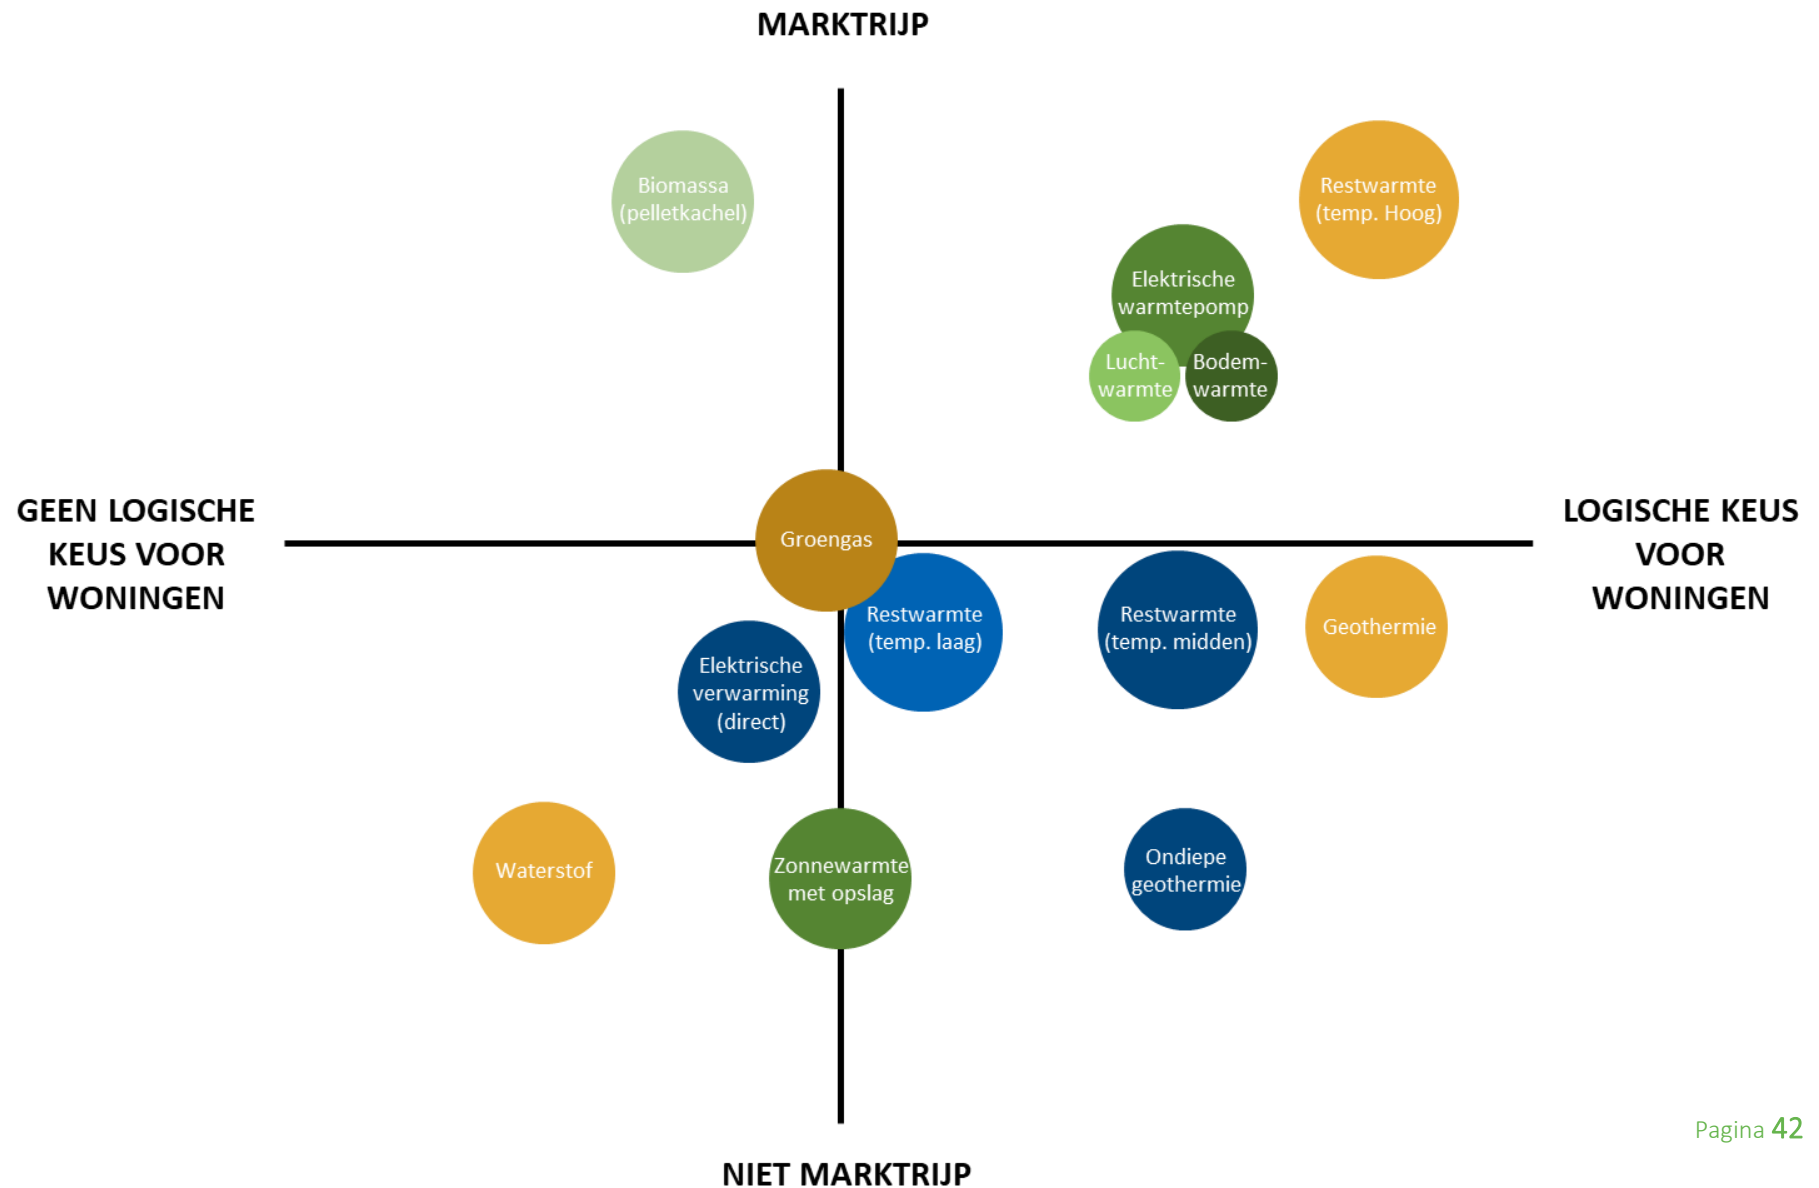 MARKTRIJP
Biomassa
(pelletkachel)
Restwarmte
(temp. Hoog)
Elektrische
warmtepomp
Lucht-
warmte
Bodem-
warmte
GEEN LOGISCHE
KEUS VOOR
WONINGEN
Groengas
LOGISCHE KEUS
VOOR
WONINGEN
Restwarmte
(temp. laag)
Restwarmte
(temp. midden)
Geothermie
Elektrische
verwarming
(direct)
Waterstof
Zonnewarmte
met opslag
Ondiepe
geothermie
Pagina 42
NIET MARKTRIJP